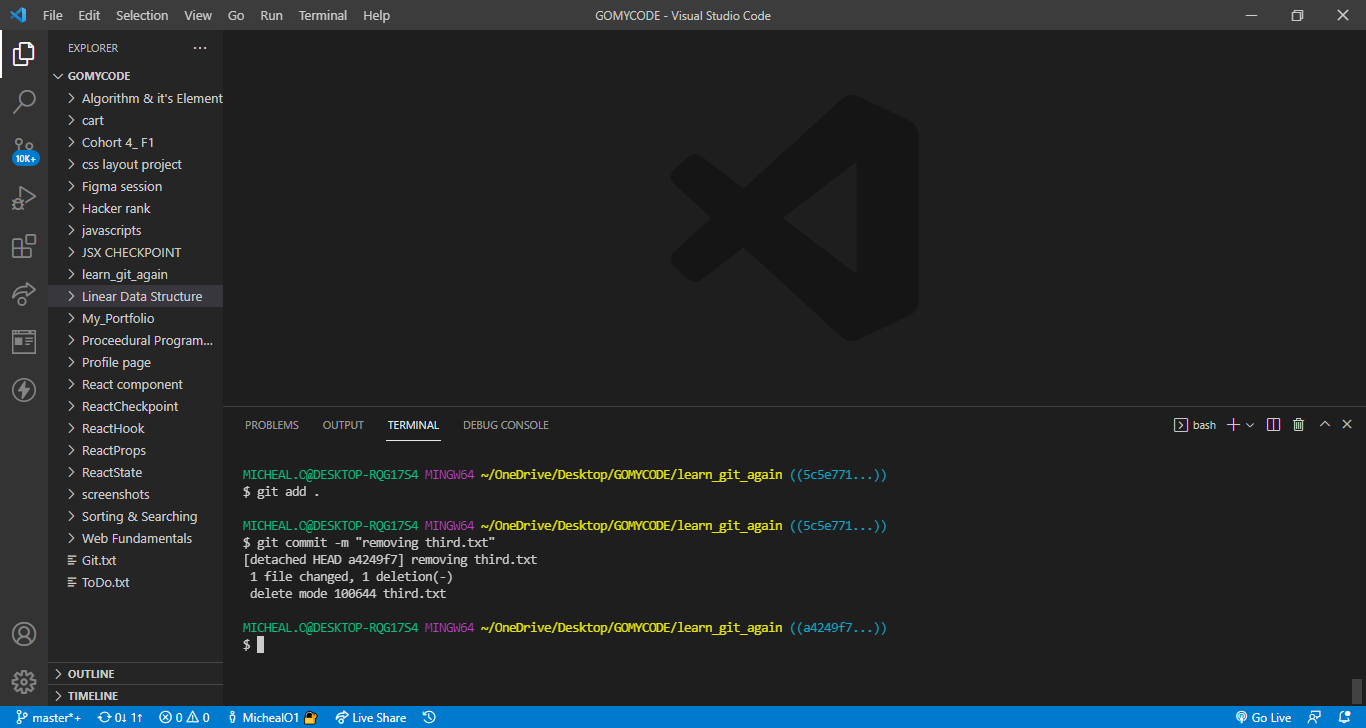 File Edit Selection View Go Run Terminal Help GOMYCODE - Visual Studio Code
EXPLORER ...
GOMYCODE
Algorithm & it's Element
cart
Cohort 4_ F1
css layout project
Figma session
Hacker rank
javascripts
JSX CHECKPOINT
learn_git_again
Linear Data Structure
My_Portfolio
Proceedural Program...
Profile page
React component
ReactCheckpoint
ReactHook
ReactProps
ReactState
screenshots
Sorting & Searching
Web Fundamentals
Git.txt
ToDo.txt
OUTLINE
TIMELINE
10K+
PROBLEMS OUTPUT TERMINAL DEBUG CONSOLE bash
MICHEAL.O@DESKTOP-RQG17S4 MINGW64 ~/OneDrive/Desktop/GOMYCODE/learn_git_again ((5c5e771...))
$ git add .
MICHEAL.O@DESKTOP-RQG17S4 MINGW64 ~/OneDrive/Desktop/GOMYCODE/learn_git_again ((5c5e771...))
$ git commit -m "removing third.txt"
[detached HEAD a4249f7] removing third.txt
1 file changed, 1 deletion(-)
delete mode 100644 third.txt
MICHEAL.O@DESKTOP-RQG17S4 MINGW64 ~/OneDrive/Desktop/GOMYCODE/learn_git_again ((a4249f7...))
$
master*+ 0↓ 1↑ 0 0 MichealO1 Live Share Go Live